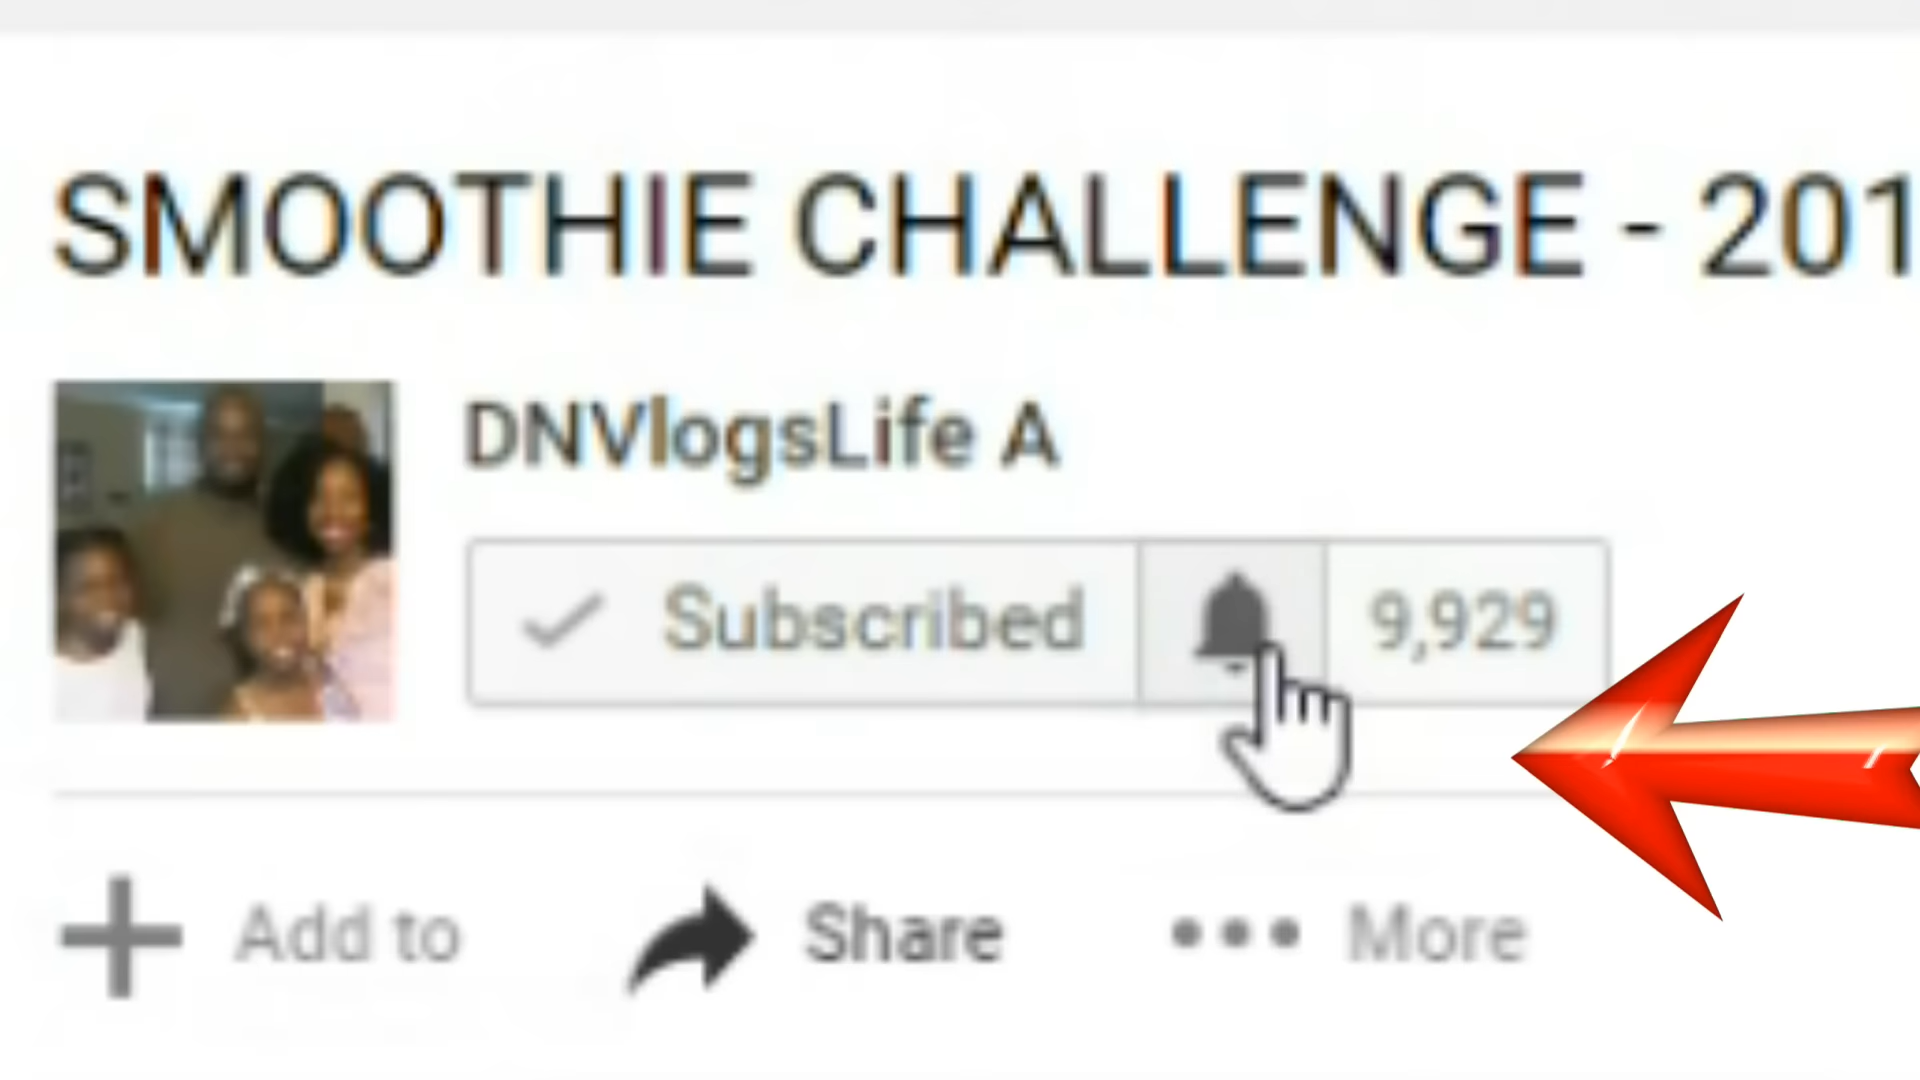 SMOOTHIE CHALLENGE - 201
DNVlogsLife A
Subscribed 9,929
Add to Share More